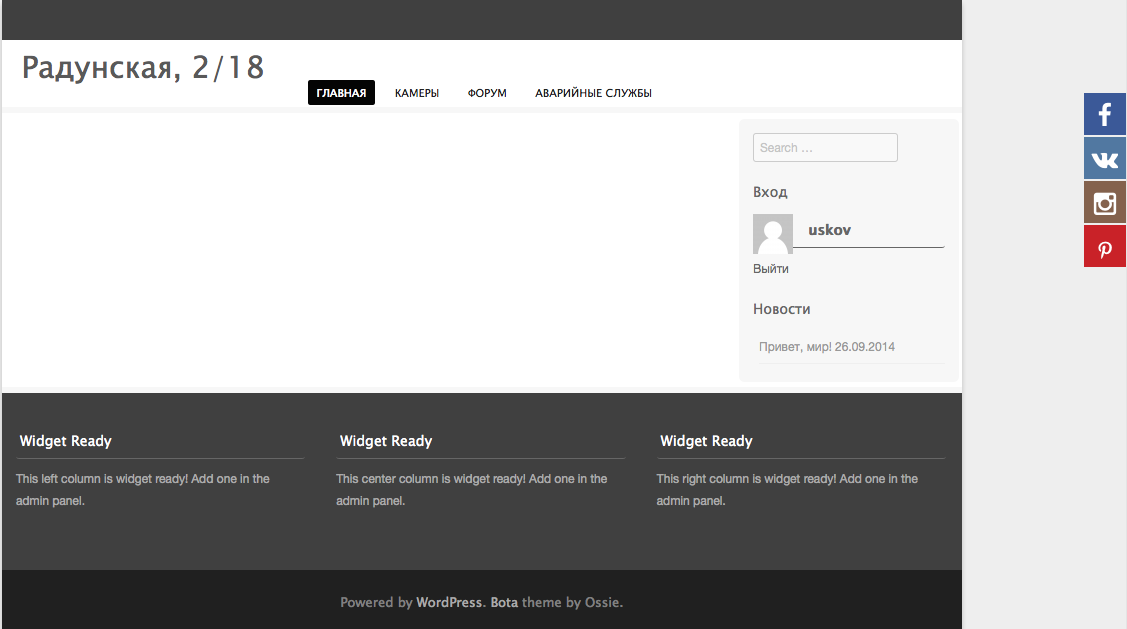 Радунская, 2/18
ГЛАВНАЯ КАМЕРЫ ФОРУМ АВАРИЙНЫЕ СЛУЖБЫ
Search ...
Вход
uskov
Выйти
Новости
Привет, мир! 26.09.2014
Widget Ready
This left column is widget ready! Add one in the
admin panel.
Widget Ready
This center column is widget ready! Add one in the
admin panel.
Widget Ready
This right column is widget ready! Add one in the
admin panel.
Powered by WordPress. Bota theme by Ossie.